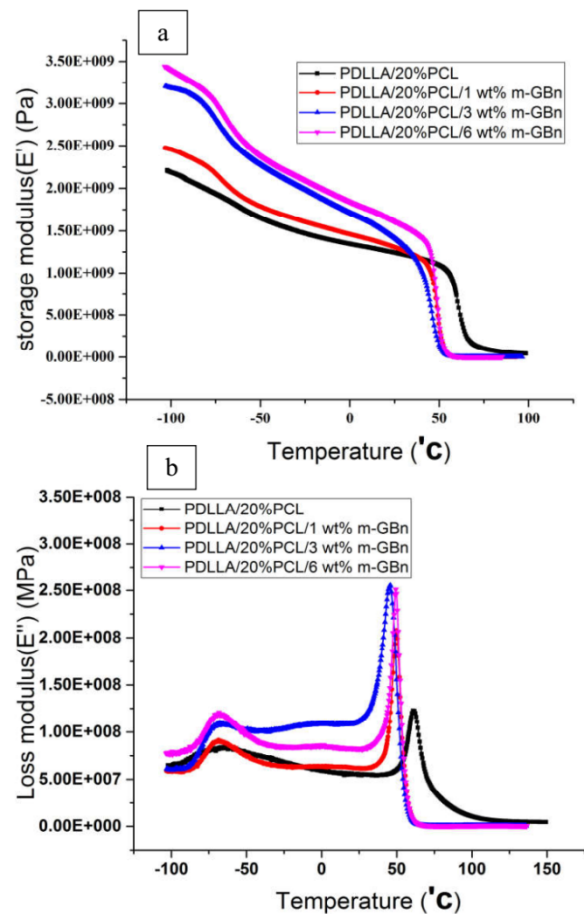 a
3.50E+009
3.00E+009
2.50E+009
2.00E+009
1.50E+009
1.00E+009
5.00E+008
0.00E+000
-5.00E+008
storage modulus(E') (Pa)
PDLLA/20%PCL
PDLLA/20%PCL/1 wt% m-GBn
PDLLA/20%PCL/3 wt% m-GBn
PDLLA/20%PCL/6 wt% m-GBn
-100 -50 0 50 100
Temperature ('C)
b
3.50E+008
3.00E+008
2.50E+008
2.00E+008
1.50E+008
1.00E+008
5.00E+007
0.00E+000
Loss modulus(E'') (MPa)
PDLLA/20%PCL
PDLLA/20%PCL/1 wt% m-GBn
PDLLA/20%PCL/3 wt% m-GBn
PDLLA/20%PCL/6 wt% m-GBn
-100 -50 0 50 100 150
Temperature ('C)